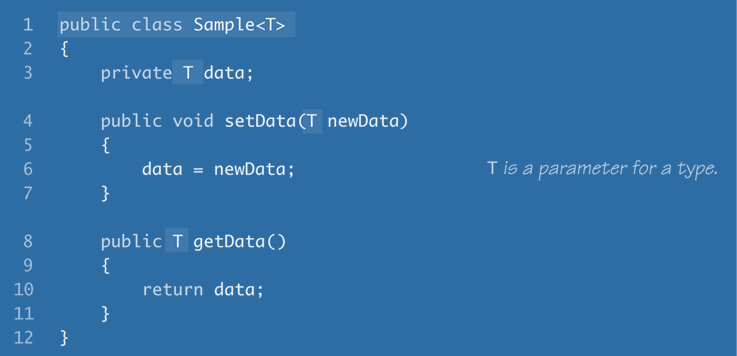 1 public class Sample<T>
2 {
3 private T data;
4 public void setData(T newData)
5 {
6 data = newData; T is a parameter for a type.
7 }
8 public T getData()
9 {
10 return data;
11 }
12 }